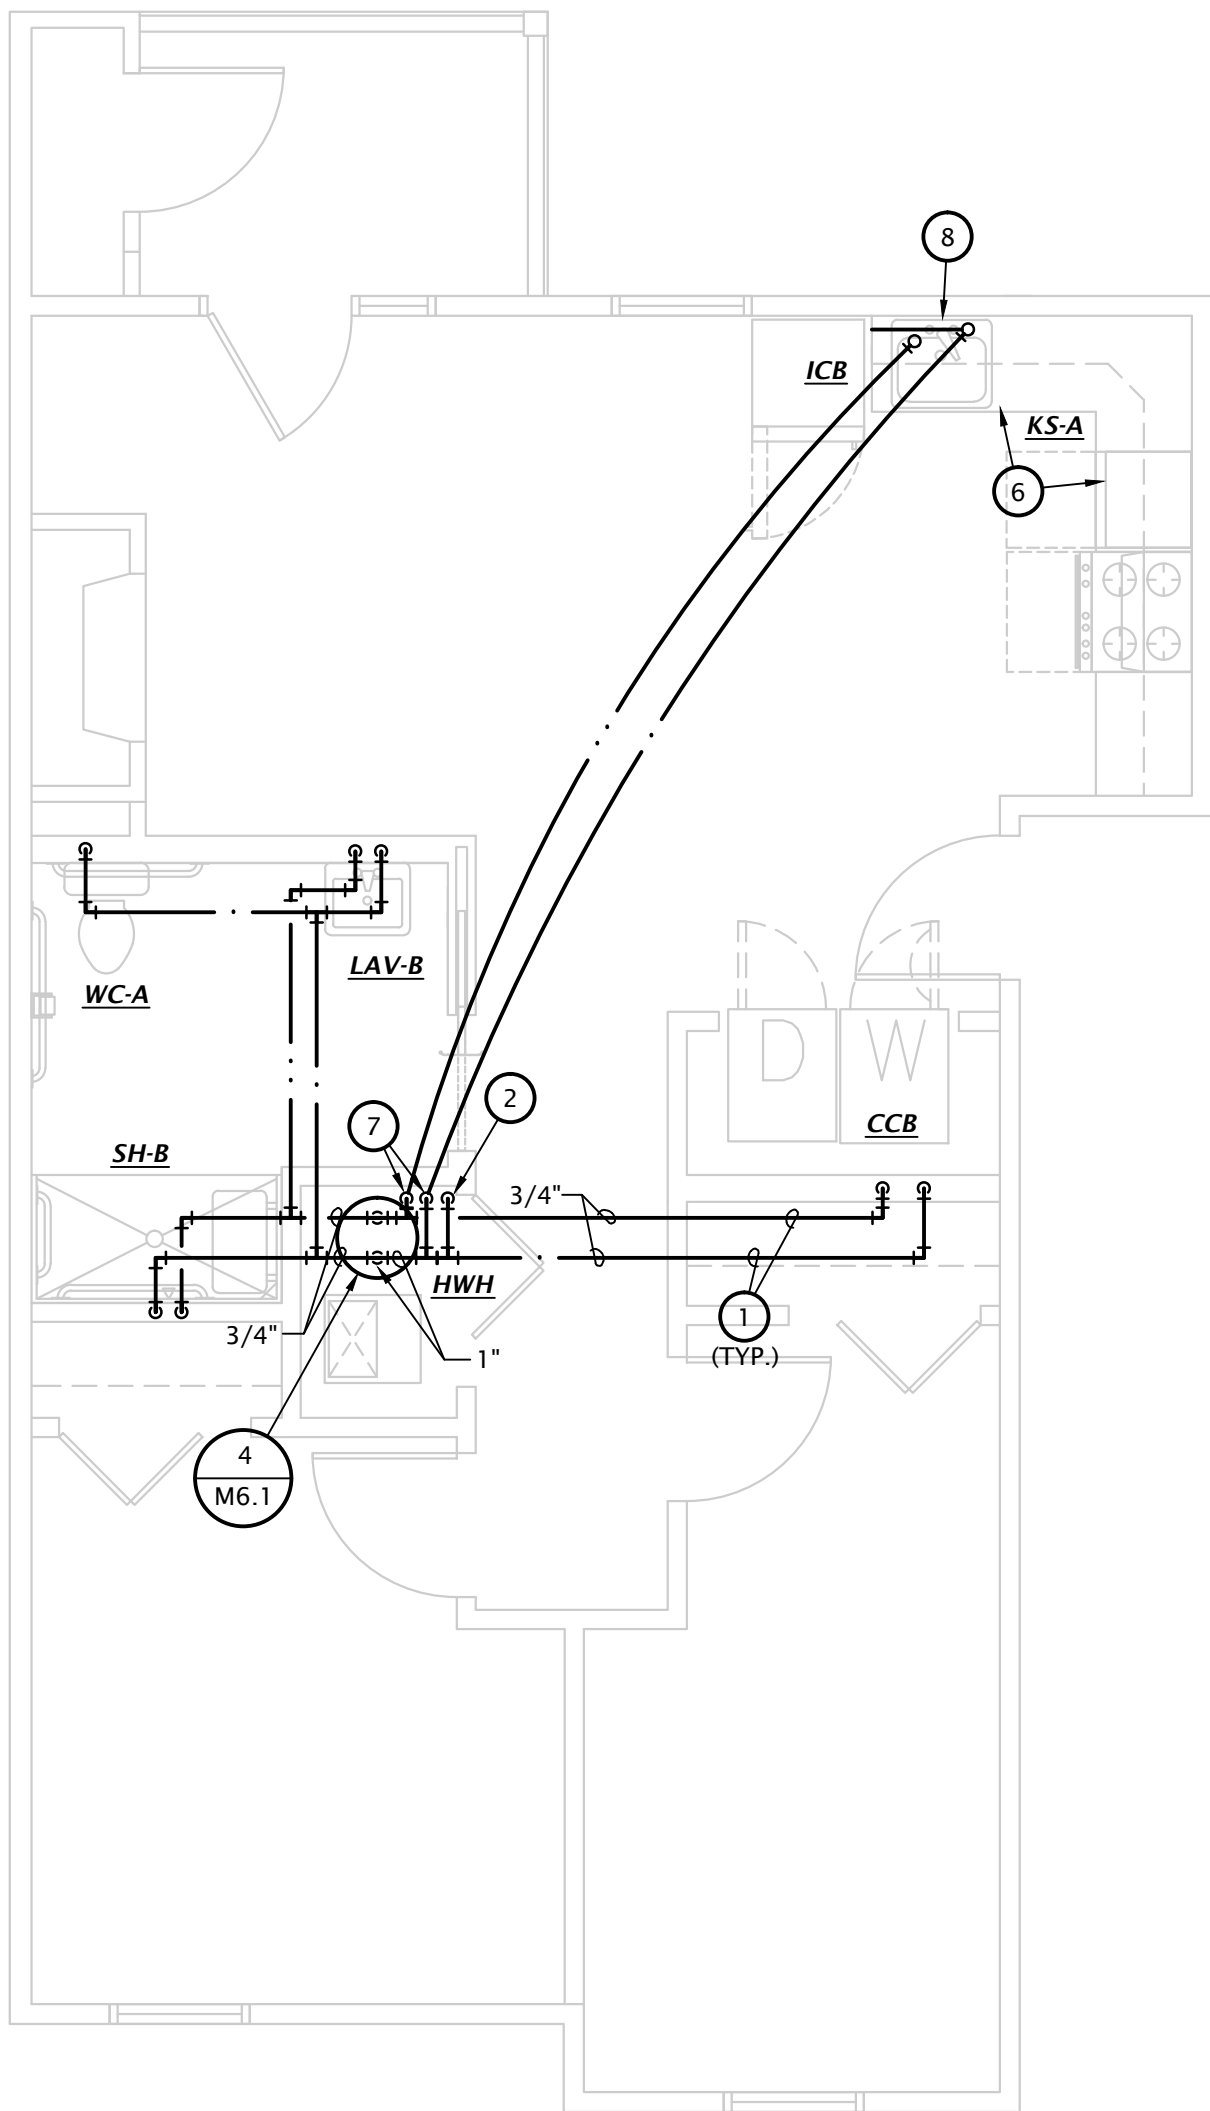 8
ICB
KS-A
6
LAV-B
WC-A
D
W
2
7
CCB
SH-B
3/4"
HWH
1
3/4"
1"
(TYP.)
4
M6.1